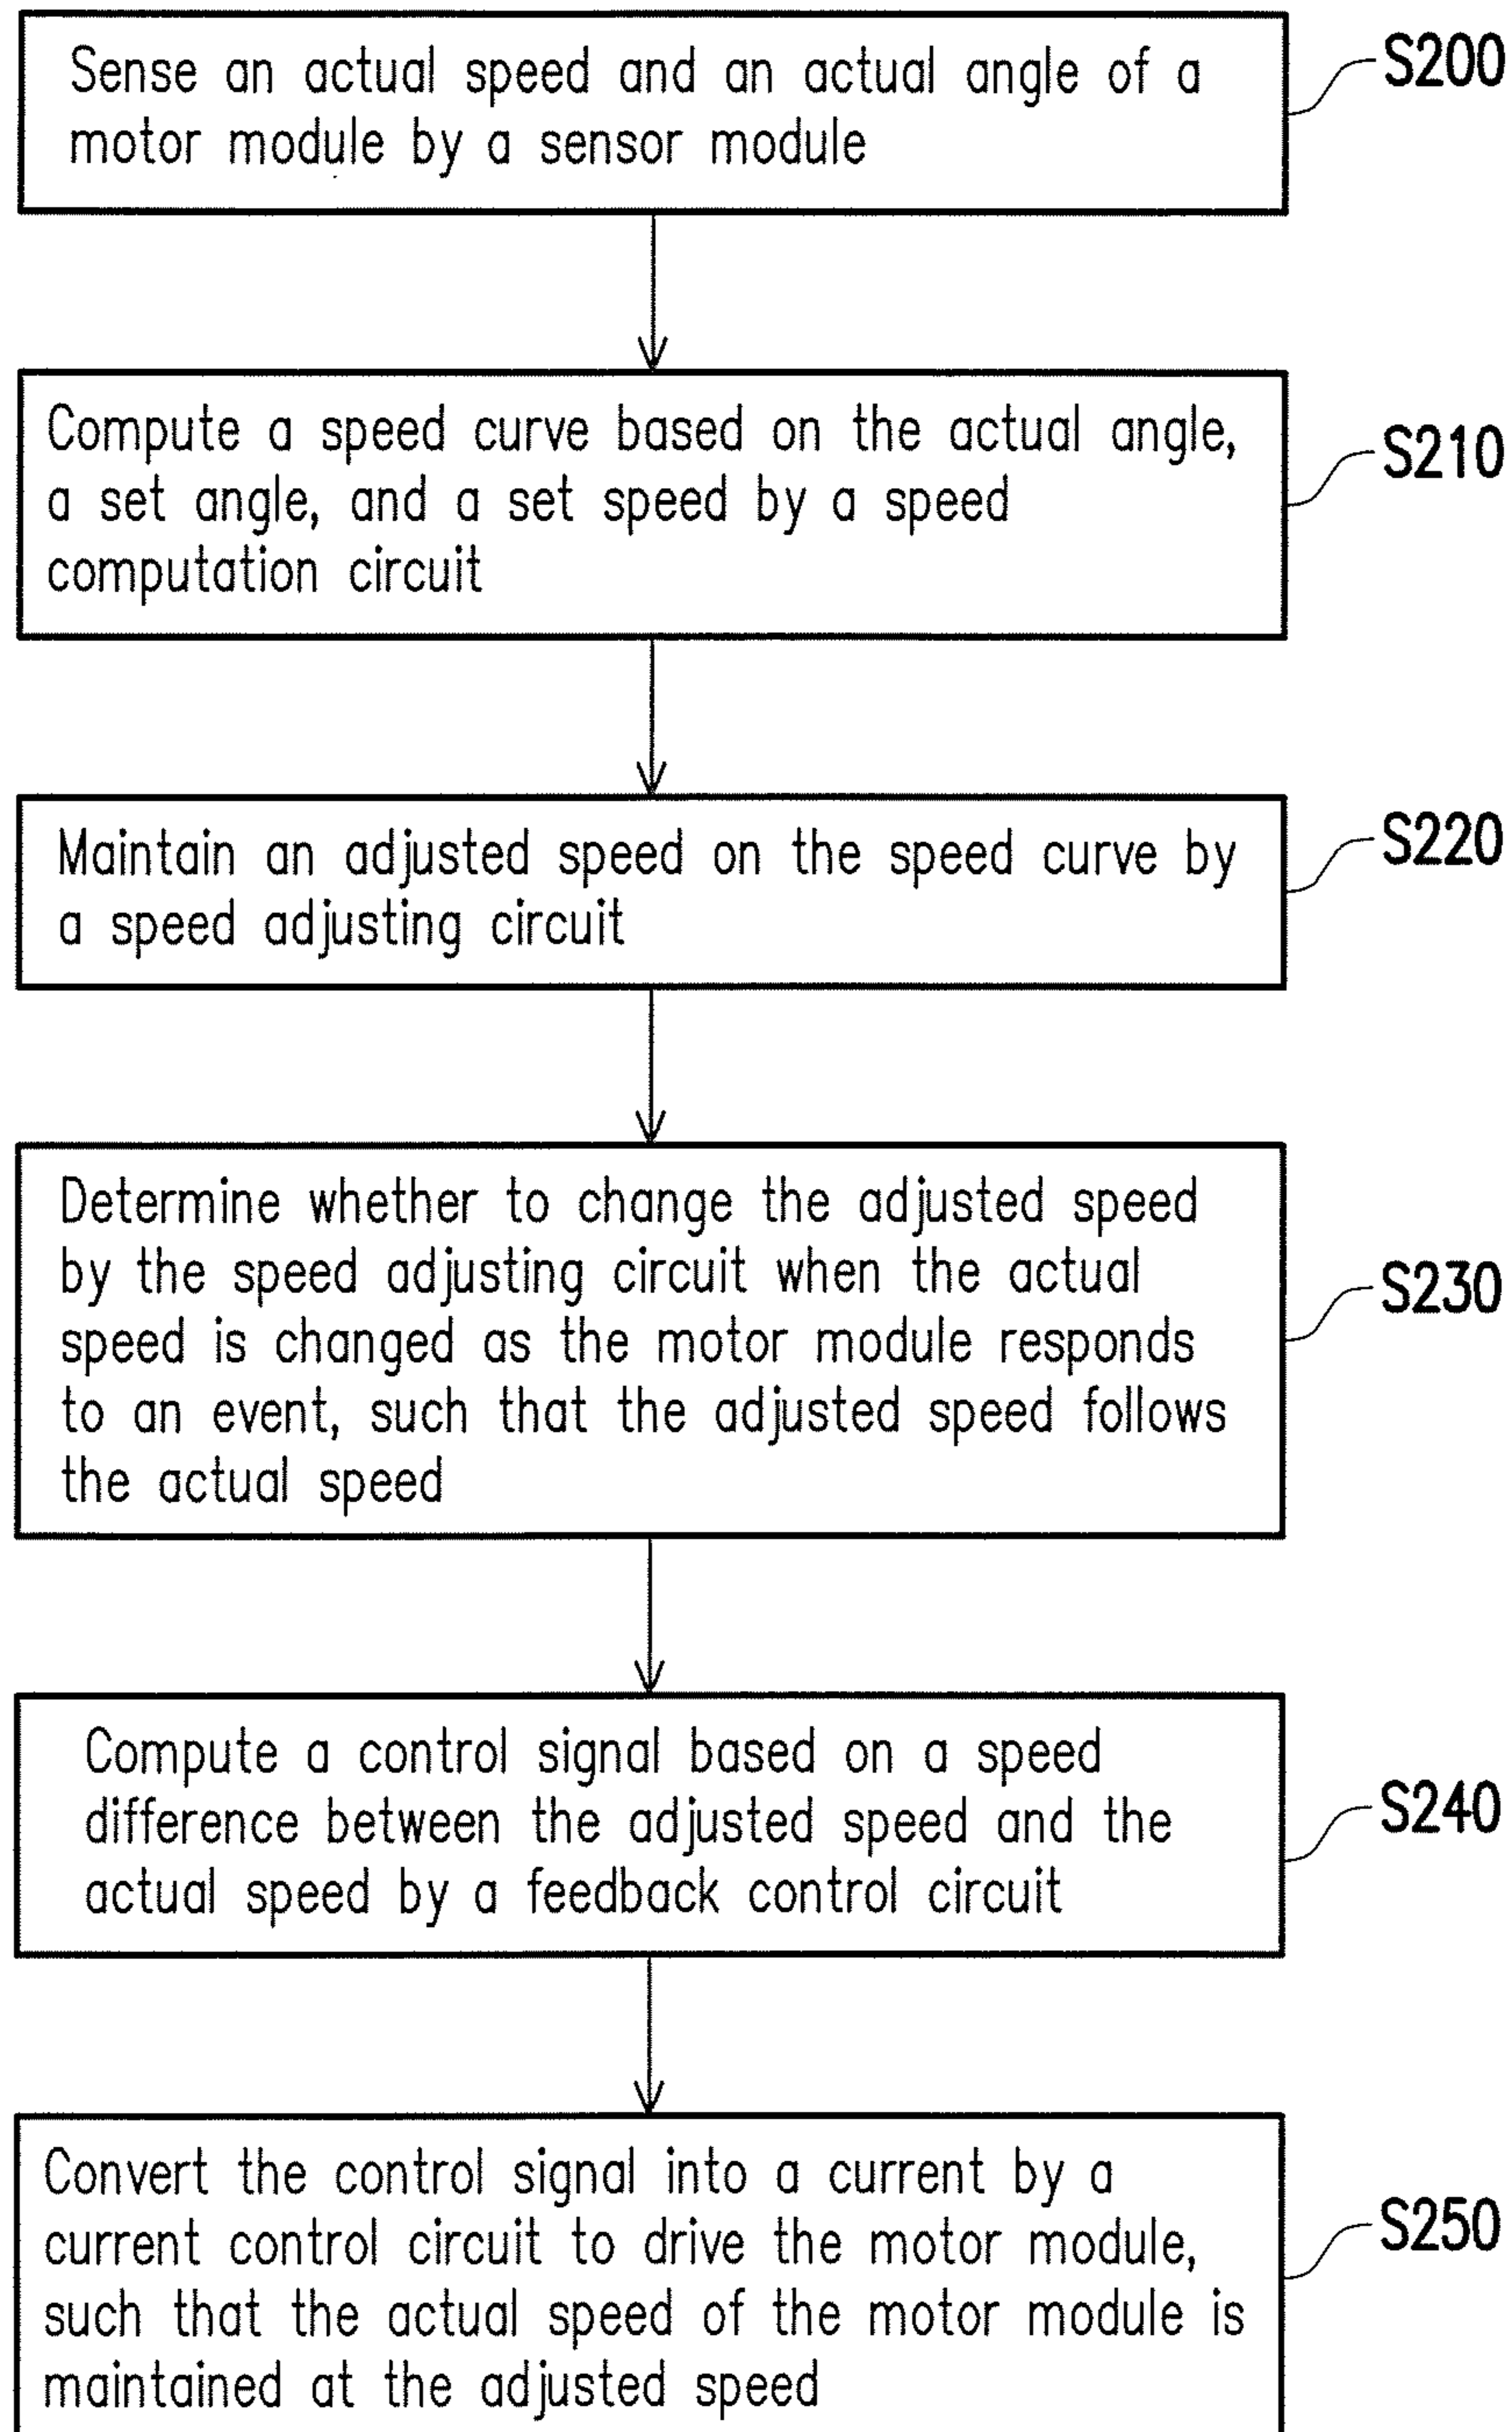 Sense an actual speed and an actual angle of a
motor module by a sensor module
S200
Compute a speed curve based on the actual angle,
a set angle, and a set speed by a speed
computation circuit
S210
Maintain an adjusted speed on the speed curve by
a speed adjusting circuit
S220
Determine whether to change the adjusted speed
by the speed adjusting circuit when the actual
speed is changed as the motor module responds
to an event, such that the adjusted speed follows
the actual speed
S230
Compute a control signal based on a speed
difference between the adjusted speed and the
actual speed by a feedback control circuit
S240
Convert the control signal into a current by a
current control circuit to drive the motor module,
such that the actual speed of the motor module is
maintained at the adjusted speed
S250